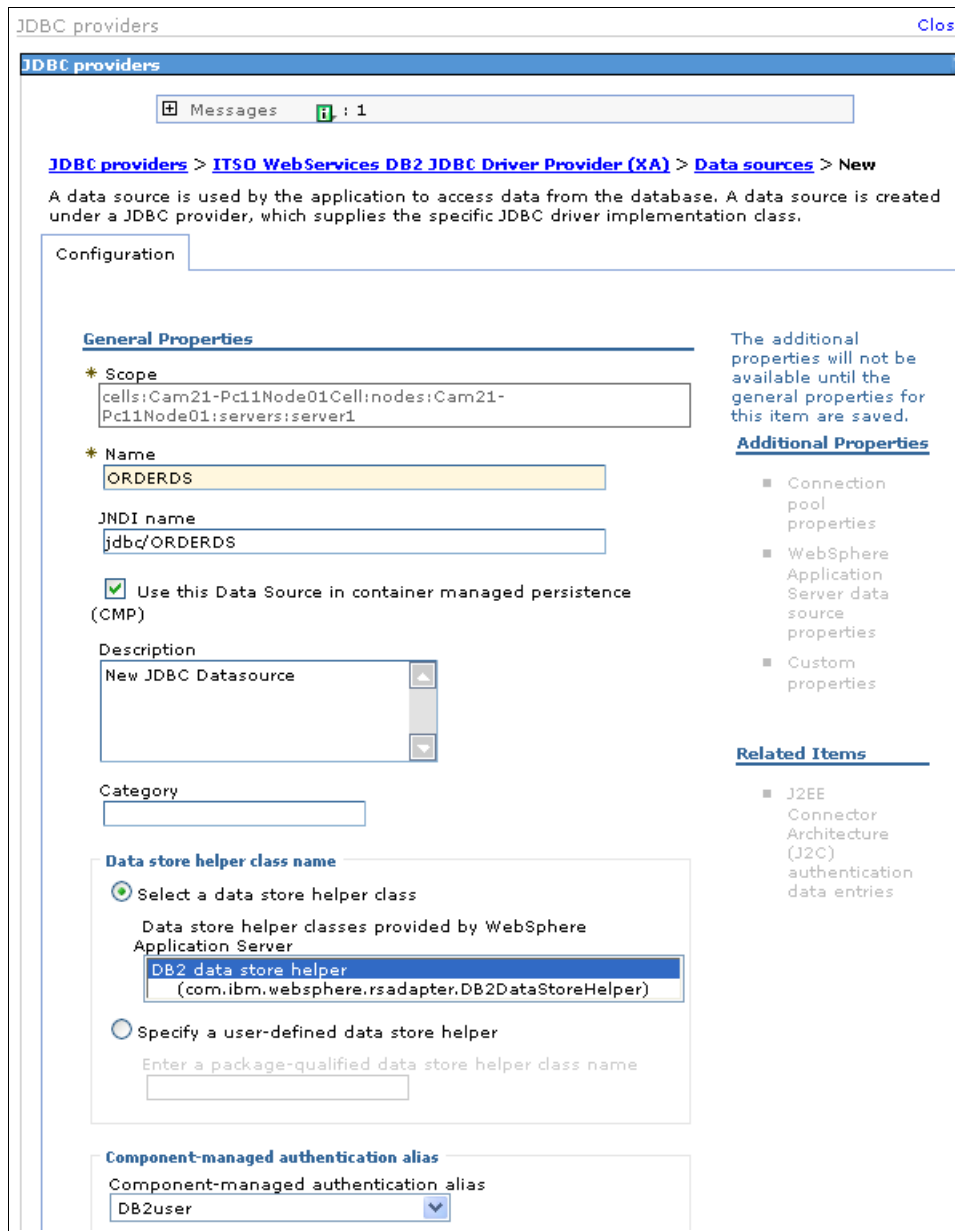 JDBC providers
Clos
JDBC providers
Messages : 1
JDBC providers > ITSO WebServices DB2 JDBC Driver Provider (XA) > Data sources > New
A data source is used by the application to access data from the database. A data source is created
under a JDBC provider, which supplies the specific JDBC driver implementation class.
Configuration
General Properties
* Scope
cells:Cam21-Pc11Node01Cell:nodes:Cam21-
Pc11Node01:servers:server1
* Name
ORDERDS
JNDI name
jdbc/ORDERDS
Use this Data Source in container managed persistence
(CMP)
Description
New JDBC Datasource
Category
Data store helper class name
Select a data store helper class
Data store helper classes provided by WebSphere
Application Server
DB2 data store helper
(com.ibm.websphere.rsadapter.DB2DataStoreHelper)
Specify a user-defined data store helper
Enter a package-qualified data store helper class name
Component-managed authentication alias
Component-managed authentication alias
DB2user
The additional
properties will not be
available until the
general properties for
this item are saved.
Additional Properties
Connection
pool
properties
WebSphere
Application
Server data
source
properties
Custom
properties
Related Items
J2EE
Connector
Architecture
(J2C)
authentication
data entries